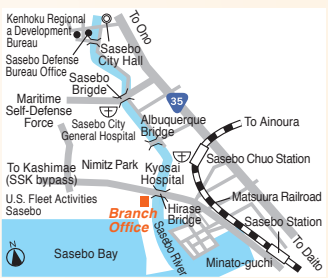 Kenhoku Regional
a Development
Bureau
To Ono
Sasebo
City Hall
Sasebo Defense
Bureau Office
Sasebo
Brigde
35
Maritime
Self-Defense
Force
Sasebo City
General Hospital
Albuquerque
Bridge
To Ainoura
Sasebo Chuo Station
To Kashimae
(SSK bypass)
Nimitz Park
Kyosai
Hospital
Matsuura Railroad
U.S. Fleet Activities
Sasebo
Branch
Office
Hirase
Bridge
Sasebo Station
To Daito
Sasebo River
N
Sasebo Bay
Minato-guchi